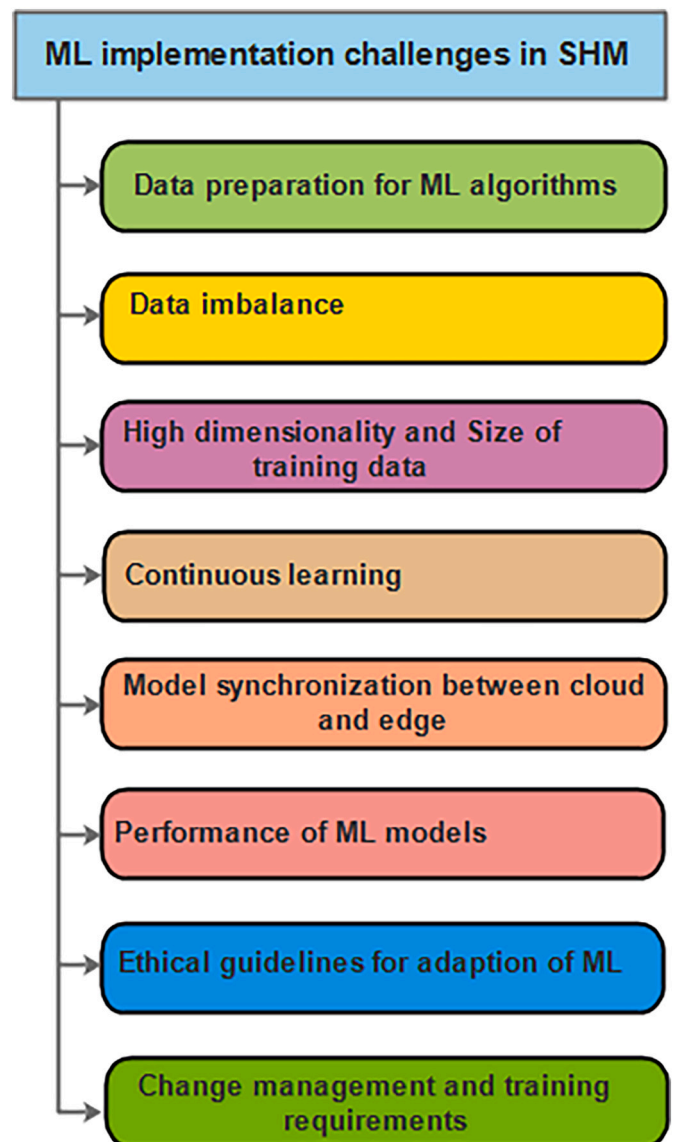 ML implementation challenges in SHM
Data preparation for ML algorithms
Data imbalance
High dimensionality and Size of
training data
Continuous learning
Model synchronization between cloud
and edge
Performance of ML models
Ethical guidelines for adaption of ML
Change management and training
requirements